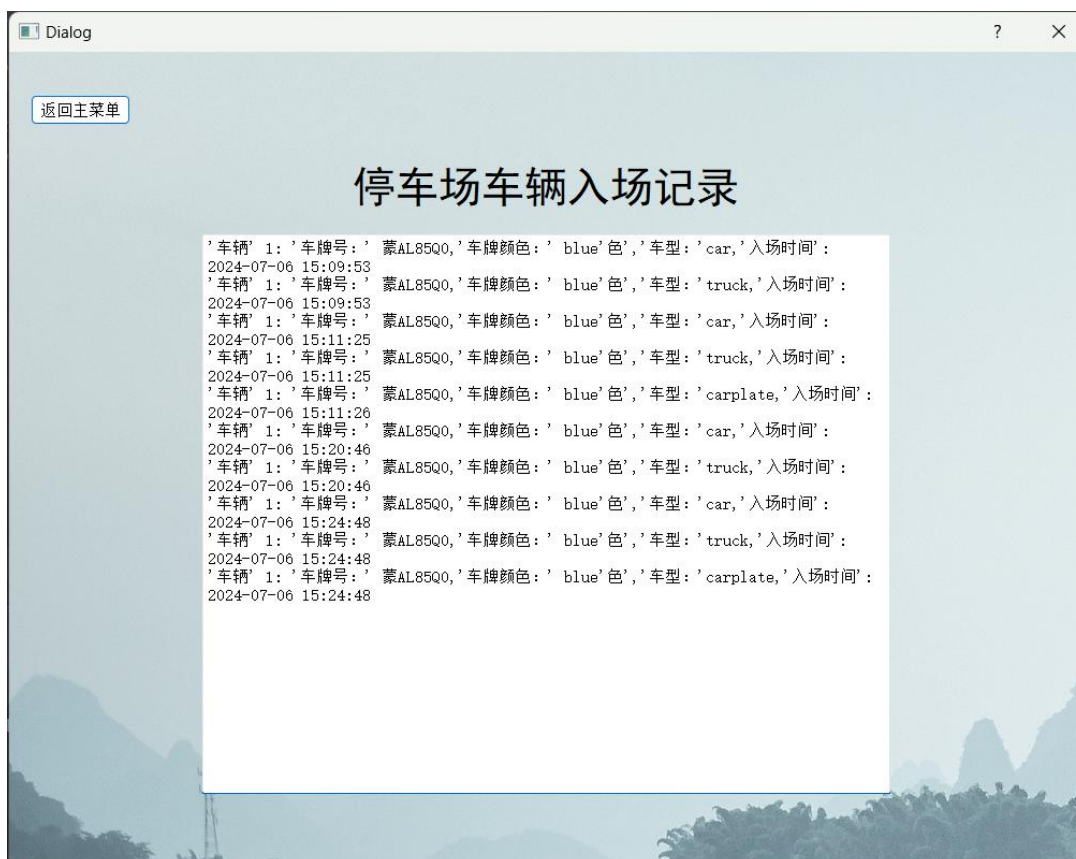 Dialog
?
返回主菜单
停车场车辆入场记录
'车辆' 1: '车牌号：' 蒙AL85Q0,'车牌颜色：' blue'色','车型：'car,'入场时间':
2024-07-06 15:09:53
'车辆' 1: '车牌号：' 蒙AL85Q0,'车牌颜色：' blue'色','车型：'truck,'入场时间':
2024-07-06 15:09:53
'车辆' 1: '车牌号：' 蒙AL85Q0,'车牌颜色：' blue'色','车型：'car,'入场时间':
2024-07-06 15:11:25
'车辆' 1: '车牌号：' 蒙AL85Q0,'车牌颜色：' blue'色','车型：'truck,'入场时间':
2024-07-06 15:11:25
'车辆' 1: '车牌号：' 蒙AL85Q0,'车牌颜色：' blue'色','车型：'carplate,'入场时间':
2024-07-06 15:11:26
'车辆' 1: '车牌号：' 蒙AL85Q0,'车牌颜色：' blue'色','车型：'car,'入场时间':
2024-07-06 15:20:46
'车辆' 1: '车牌号：' 蒙AL85Q0,'车牌颜色：' blue'色','车型：'truck,'入场时间':
2024-07-06 15:20:46
'车辆' 1: '车牌号：' 蒙AL85Q0,'车牌颜色：' blue'色','车型：'car,'入场时间':
2024-07-06 15:24:48
'车辆' 1: '车牌号：' 蒙AL85Q0,'车牌颜色：' blue'色','车型：'truck,'入场时间':
2024-07-06 15:24:48
'车辆' 1: '车牌号：' 蒙AL85Q0,'车牌颜色：' blue'色','车型：'carplate,'入场时间':
2024-07-06 15:24:48